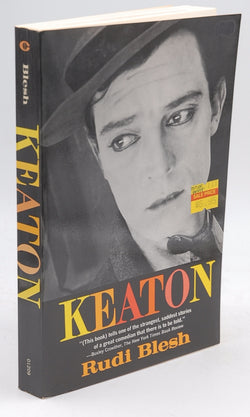 Blesh
KEATON
01290
KEATON
"(This book) tells one of the strangest, saddest stories
of a great comedian that there is to be told."
—Bosley Crowther, The New York Times Book Review
Rudi Blesh